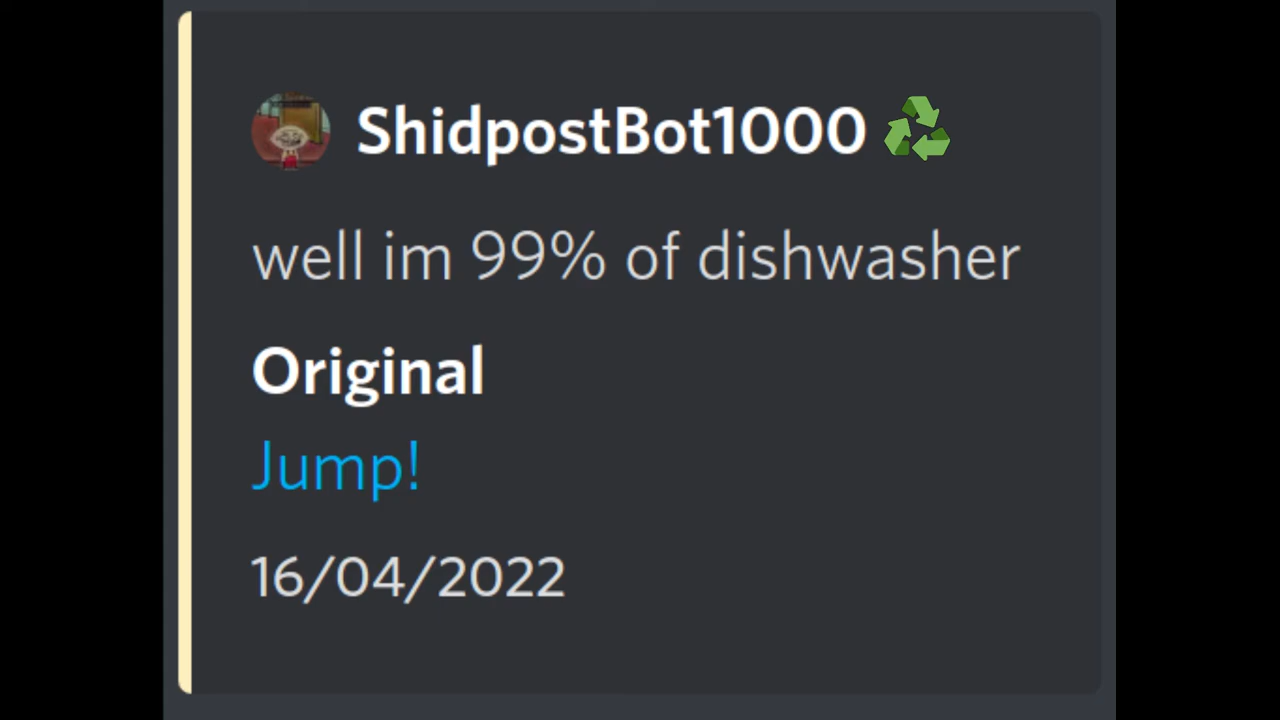 ShidpostBot1000 ♻
well im 99% of dishwasher
Original
Jump!
16/04/2022